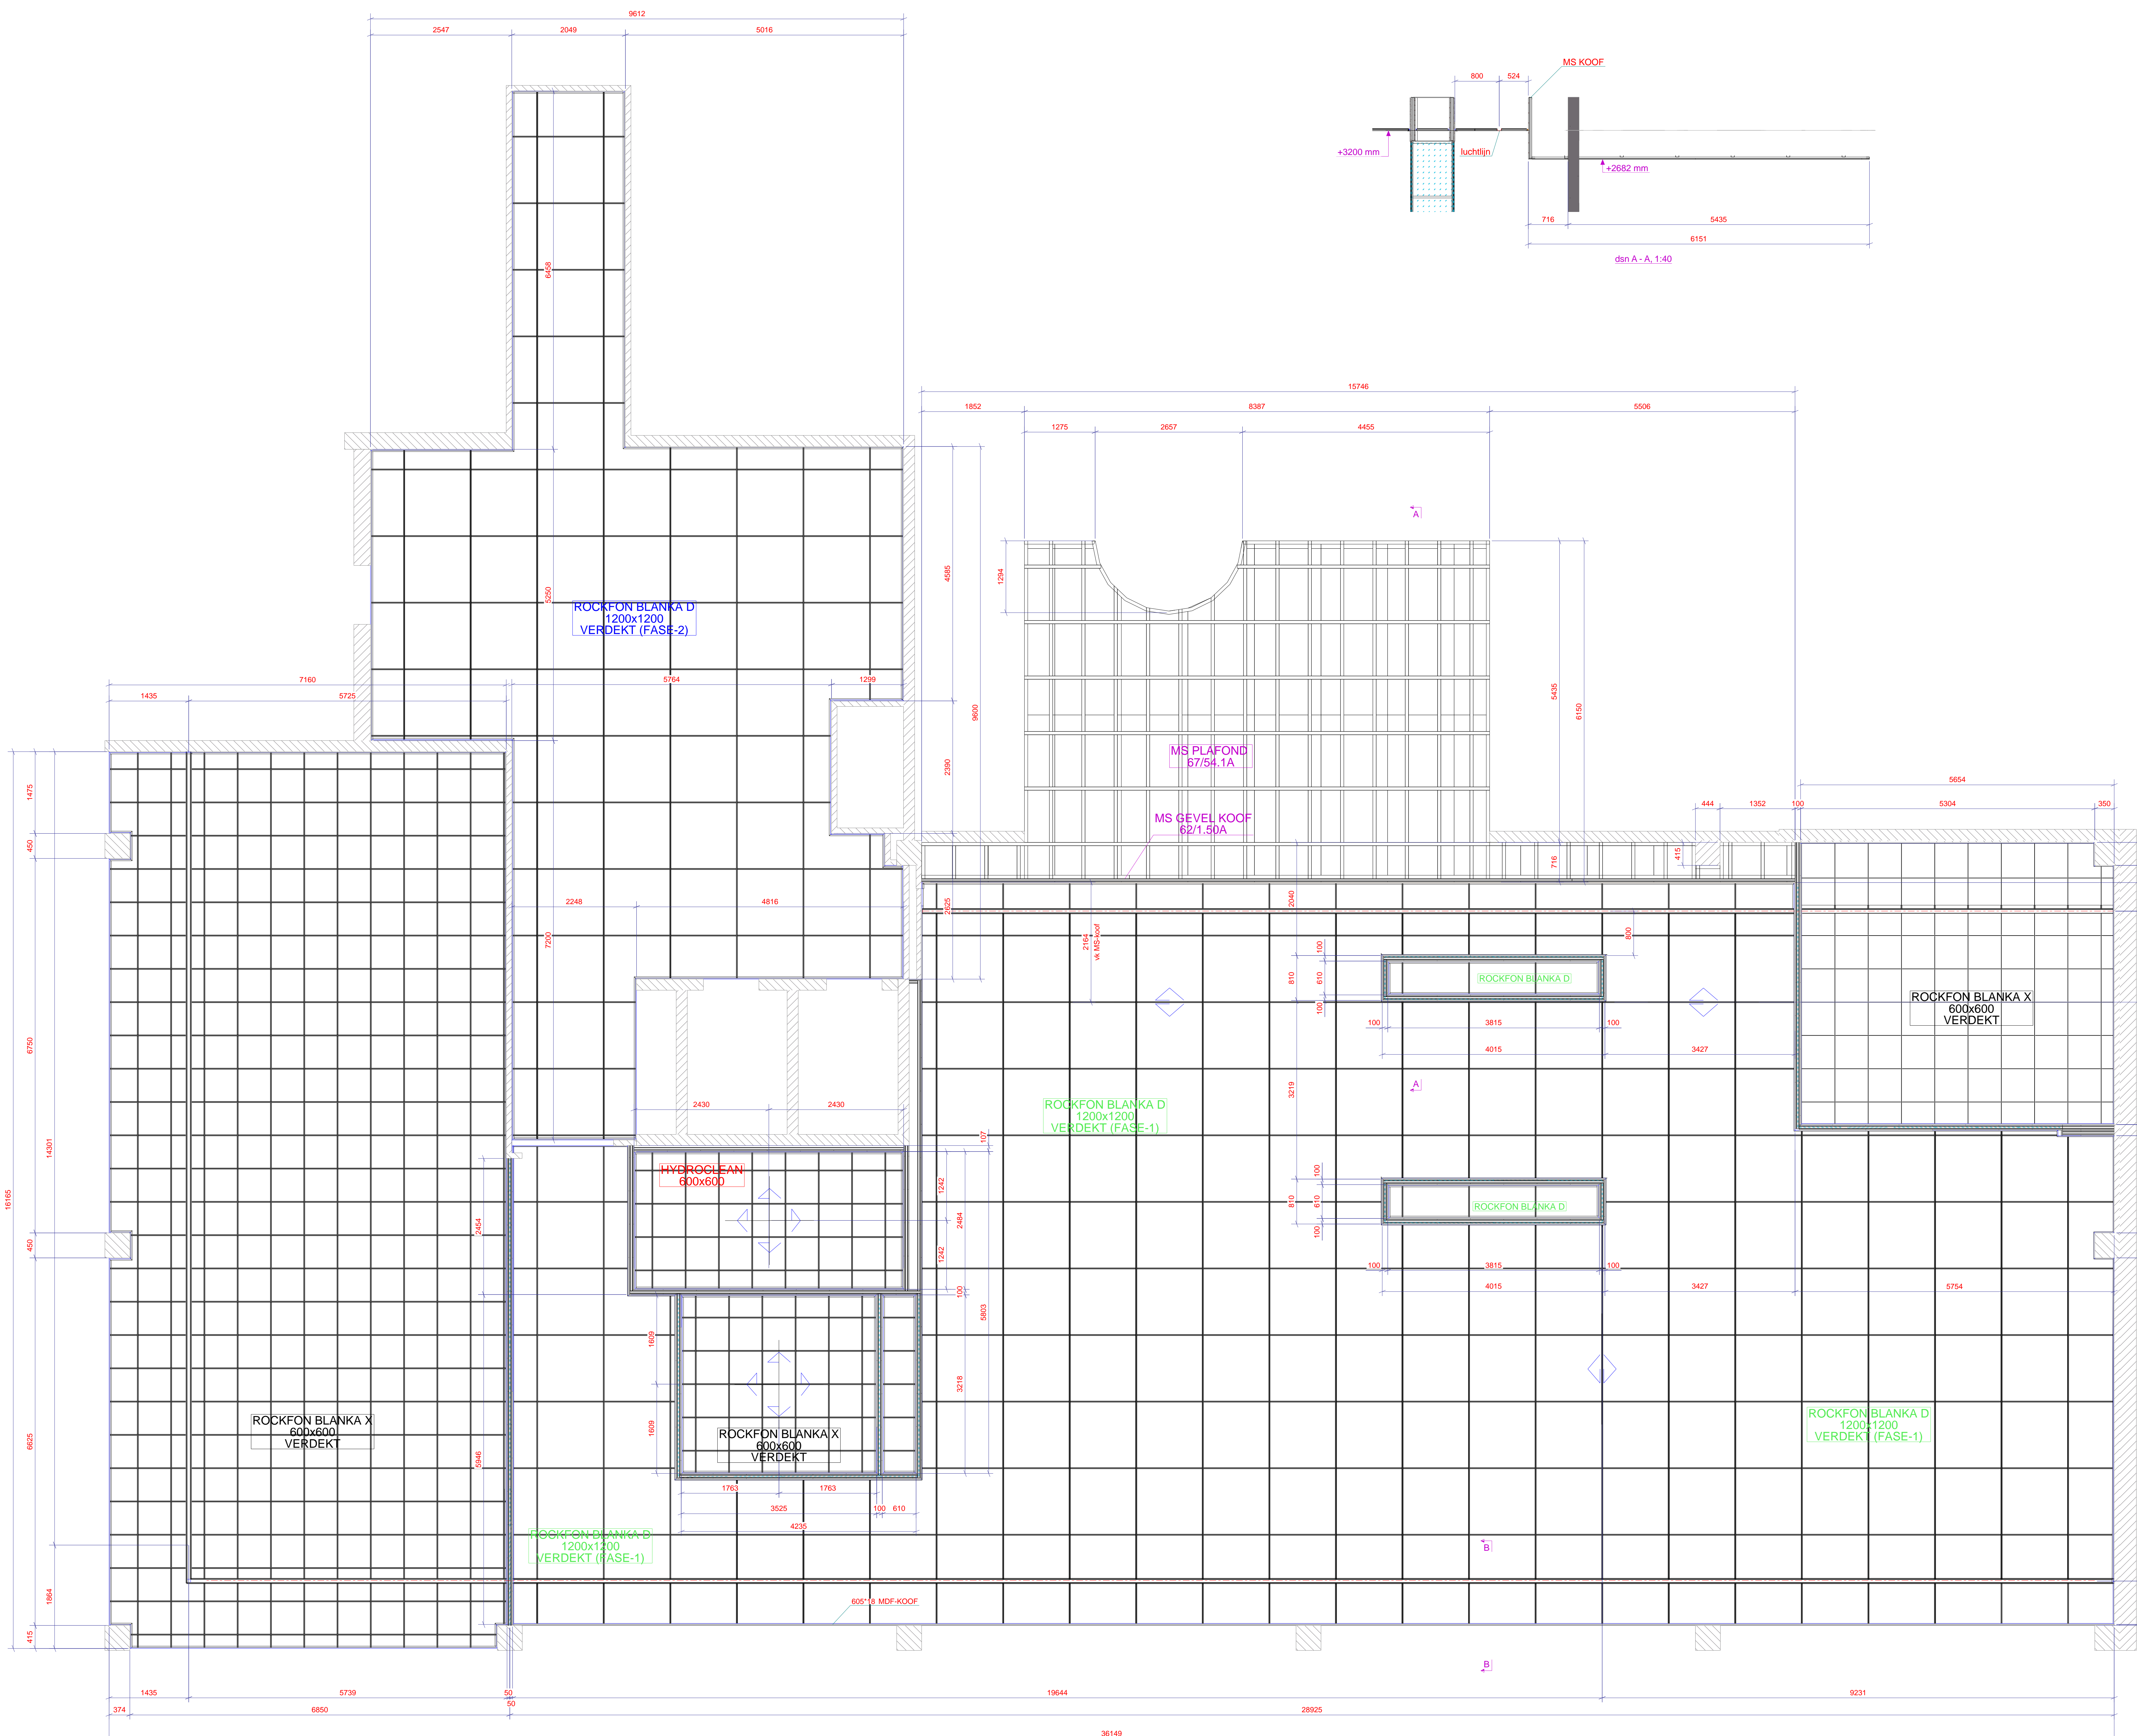 9612
2547 2049 5016
MS KOOF
800 524
+3200 mm
luchtlijn
+2682 mm
716 5435
6151
dsn A - A, 1:40
6458
15746
1852 8387 5506
1275 2657 4455
A
1294
4585
5250
ROCKFON BLANKA D
1200x1200
VERDEKT (FASE-2)
7160
5764 1299
1435 5725
9600
5435
6150
MS PLAFOND
67/54.1A
2390
1475
5654
444 1352 100 5304 350
MS GEVEL KOOF
62/1.50A
450
716
415
2248 4816
2625
2040
2164
vk MS-koof
800
7200
100
810
610
100
ROCKFON BLANKA D
ROCKFON BLANKA X
600x600
VERDEKT
100 3815 100
4015 3427
6750
A
3219
ROCKFON BLANKA D
1200x1200
VERDEKT (FASE-1)
2430 2430
107
14301
16165
HYDROCLEAN
600x600
1242
2484
1242
2454
450
100
810
610
100
ROCKFON BLANKA D
100 3815 100
4015 3427 5754
100
5803
1609
3218
1609
ROCKFON BLANKA X
600x600
VERDEKT
ROCKFON BLANKA X
600x600
VERDEKT
ROCKFON BLANKA D
1200x1200
VERDEKT (FASE-1)
6625
5946
1763 1763
3525 100 610
4235
ROCKFON BLANKA D
1200x1200
VERDEKT (FASE-1)
B
1864
605*18 MDF-KOOF
415
B
1435 5739 50 19644 9231
374 6850 50 28925
36149